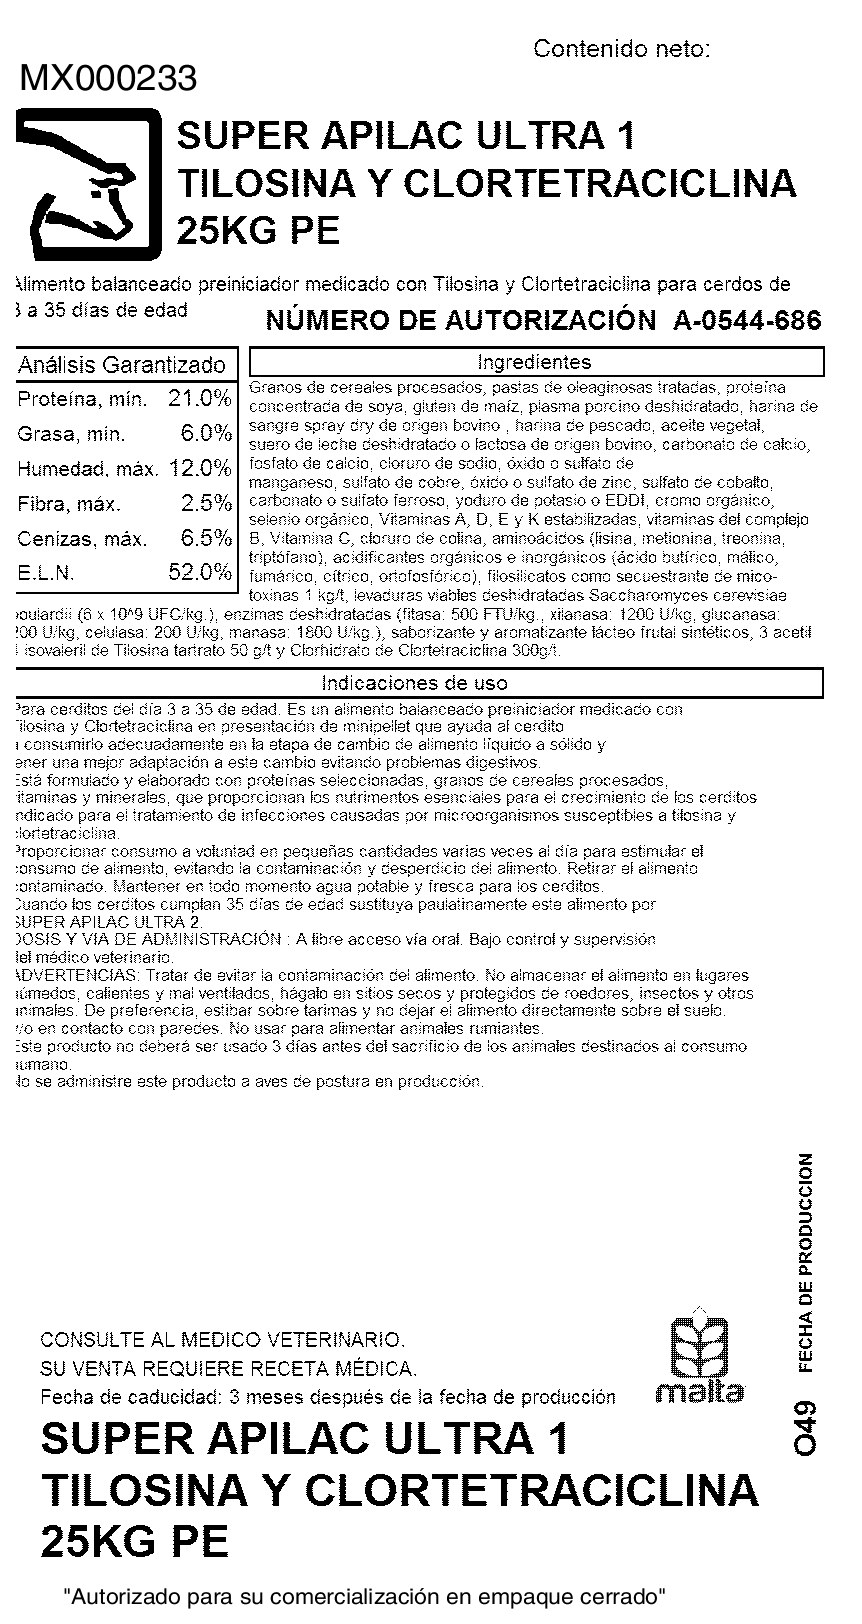 Contenido neto:
MX000233
SUPER APILAC ULTRA 1
TILOSINA Y CLORTETRACICLINA
25KG PE
Alimento balanceado preiniciador medicado con Tilosina y Clortetraciclina para cerdos de
3 a 35 días de edad
NÚMERO DE AUTORIZACIÓN A-0544-686
Análisis Garantizado
Proteína, mín. 21.0%
Grasa, mín. 6.0%
Humedad, máx. 12.0%
Fibra, máx. 2.5%
Cenizas, máx. 6.5%
E.L.N. 52.0%
Ingredientes
Granos de cereales procesados, pastas de oleaginosas tratadas, proteína
concentrada de soya, gluten de maíz, plasma porcino deshidratado, harina de
sangre spray dry de origen bovino , harina de pescado, aceite vegetal,
suero de leche deshidratado o lactosa de origen bovino, carbonato de calcio,
fosfato de calcio, cloruro de sodio, óxido o sulfato de
manganeso, sulfato de cobre, óxido o sulfato de zinc, sulfato de cobalto,
carbonato o sulfato ferroso, yoduro de potasio o EDDI, cromo orgánico,
selenio orgánico, Vitaminas A, D, E y K estabilizadas, vitaminas del complejo
B, Vitamina C, cloruro de colina, aminoácidos (lisina, metionina, treonina,
triptófano), acidificantes orgánicos e inorgánicos (ácido butírico, málico,
fumárico, cítrico, ortofosfórico), filosilicatos como secuestrante de mico-
toxinas 1 kg/t, levaduras viables deshidratadas Saccharomyces cerevisiae
boulardii (6 x 10^9 UFC/kg.), enzimas deshidratadas (fitasa: 500 FTU/kg., xilanasa: 1200 U/kg, glucanasa:
200 U/kg, celulasa: 200 U/kg, manasa: 1800 U/kg.), saborizante y aromatizante lácteo frutal sintéticos, 3 acetil
4 isovaleril de Tilosina tartrato 50 g/t y Clorhidrato de Clortetraciclina 300g/t.
Indicaciones de uso
Para cerditos del día 3 a 35 de edad. Es un alimento balanceado preiniciador medicado con
Tilosina y Clortetraciclina en presentación de minipellet que ayuda al cerdito
a consumirlo adecuadamente en la etapa de cambio de alimento líquido a sólido y
tener una mejor adaptación a este cambio evitando problemas digestivos.
Está formulado y elaborado con proteínas seleccionadas, granos de cereales procesados,
vitaminas y minerales, que proporcionan los nutrimentos esenciales para el crecimiento de los cerditos
Indicado para el tratamiento de infecciones causadas por microorganismos susceptibles a tilosina y
clortetraciclina.
Proporcionar consumo a voluntad en pequeñas cantidades varias veces al día para estimular el
consumo de alimento, evitando la contaminación y desperdicio del alimento. Retirar el alimento
contaminado. Mantener en todo momento agua potable y fresca para los cerditos.
Cuando los cerditos cumplan 35 días de edad sustituya paulatinamente este alimento por
SUPER APILAC ULTRA 2.
DOSIS Y VIA DE ADMINISTRACIÓN : A libre acceso vía oral. Bajo control y supervisión
del médico veterinario.
ADVERTENCIAS: Tratar de evitar la contaminación del alimento. No almacenar el alimento en lugares
húmedos, calientes y mal ventilados, hágalo en sitios secos y protegidos de roedores, insectos y otros
animales. De preferencia, estibar sobre tarimas y no dejar el alimento directamente sobre el suelo.
y/o en contacto con paredes. No usar para alimentar animales rumiantes.
Este producto no deberá ser usado 3 días antes del sacrificio de los animales destinados al consumo
humano.
No se administre este producto a aves de postura en producción.
O49 FECHA DE PRODUCCION
CONSULTE AL MEDICO VETERINARIO.
SU VENTA REQUIERE RECETA MÉDICA.
Fecha de caducidad: 3 meses después de la fecha de producción
malta
SUPER APILAC ULTRA 1
TILOSINA Y CLORTETRACICLINA
25KG PE
"Autorizado para su comercialización en empaque cerrado"